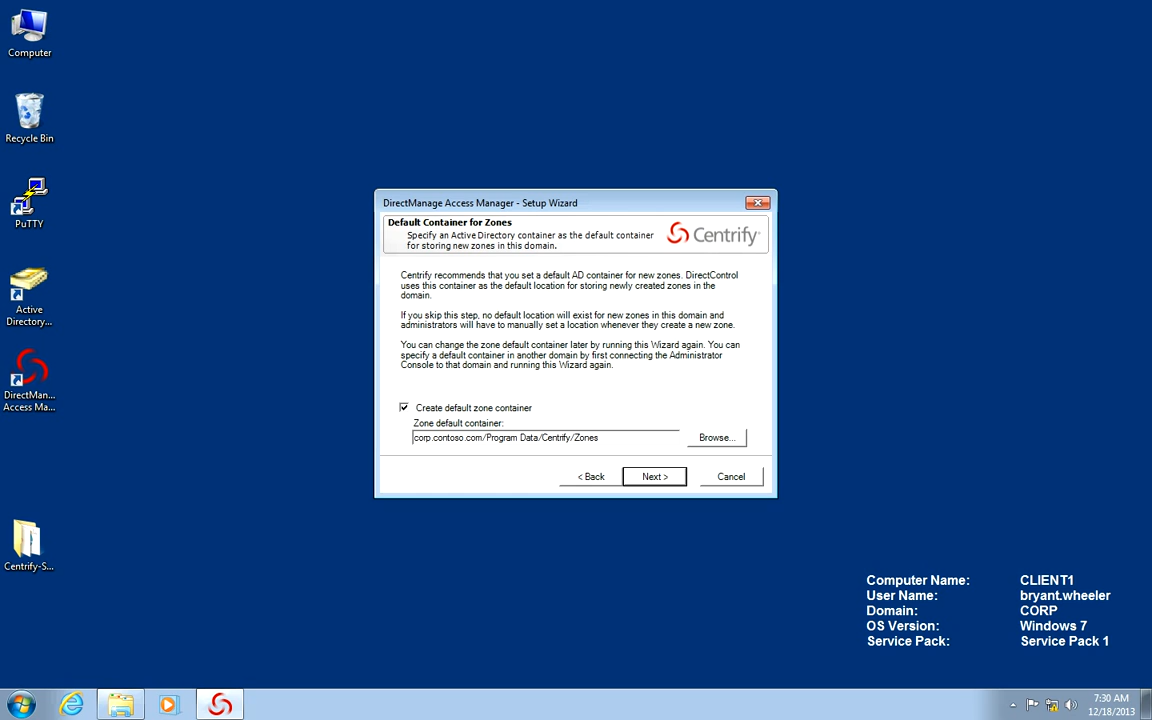 Computer
Recycle Bin
PuTTY
Active
Directory...
DirectMan...
Access Ma...
Centrify-S...
DirectManage Access Manager - Setup Wizard
Default Container for Zones
Specify an Active Directory container as the default container
for storing new zones in this domain.
Centrify
Centrify recommends that you set a default AD container for new zones. DirectControl
uses this container as the default location for storing newly created zones in the
domain.
If you skip this step, no default location will exist for new zones in this domain and
administrators will have to manually set a location whenever they create a new zone.
You can change the zone default container later by running this Wizard again. You can
specify a default container in another domain by first connecting the Administrator
Console to that domain and running this Wizard again.
Create default zone container
Zone default container:
corp.contoso.com/Program Data/Centrify/Zones
Browse...
< Back
Next >
Cancel
Computer Name: CLIENT1
User Name: bryant.wheeler
Domain: CORP
OS Version: Windows 7
Service Pack: Service Pack 1
7:30 AM
12/18/2013